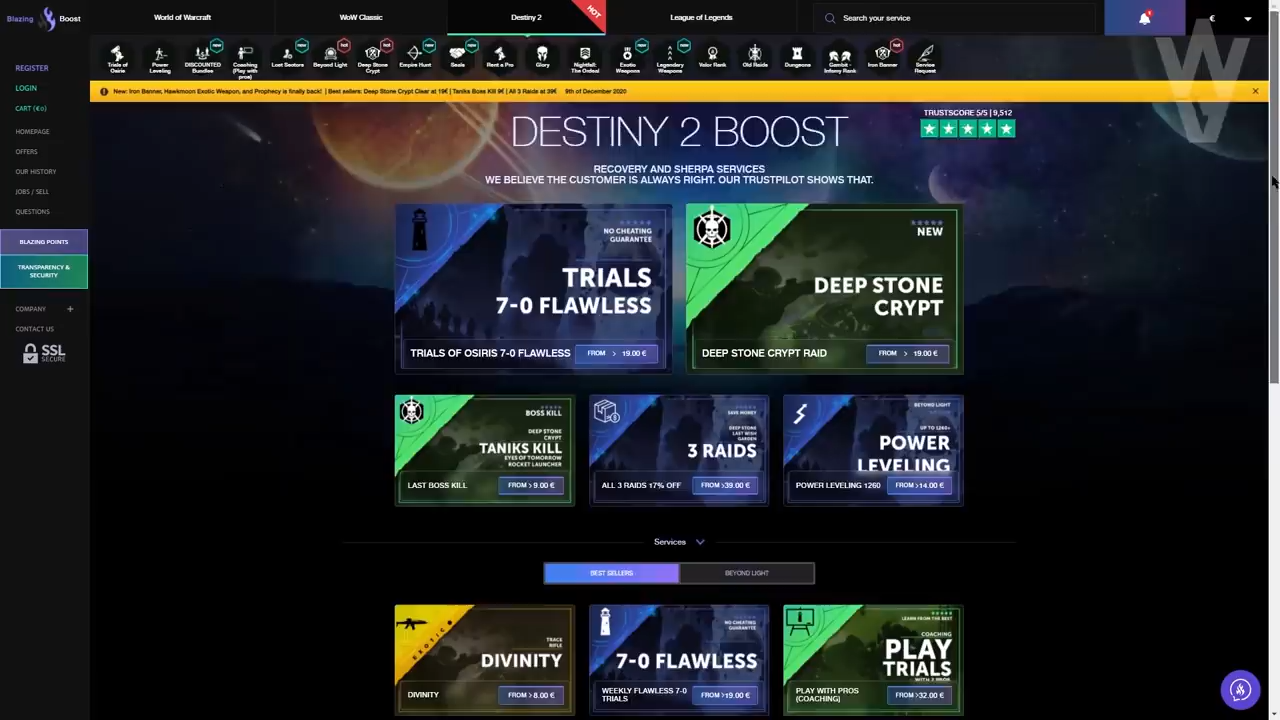 Blazing Boost
World of Warcraft
WoW Classic
Destiny 2
HOT
League of Legends
Search your service
€
REGISTER
LOGIN
CART (€0)
HOMEPAGE
OFFERS
OUR HISTORY
JOBS / SELL
QUESTIONS
BLAZING POINTS
TRANSPARENCY &
SECURITY
COMPANY +
CONTACT US
SSL
SECURE
Trials of
Osiris
Power
Leveling
DISCOUNTED
Bundles
new
Coaching
(Play with
pros)
Lost Sectors
new
Beyond Light
hot
Deep Stone
Crypt
hot
Empire Hunt
new
Seals
new
Rent a Pro
Glory
Nightfall:
The Ordeal
Exotic
Weapons
new
Legendary
Weapons
new
Valor Rank
Old Raids
Dungeons
Gambit -
Infamy Rank
Iron Banner
hot
Service
Request
New: Iron Banner, Hawkmoon Exotic Weapon, and Prophecy is finally back! | Best sellers: Deep Stone Crypt Clear at 19€ | Taniks Boss Kill 9€ | All 3 Raids at 39€ 9th of December 2020
W
DESTINY 2 BOOST
TRUSTSCORE 5/5 | 9,512
RECOVERY AND SHERPA SERVICES
WE BELIEVE THE CUSTOMER IS ALWAYS RIGHT. OUR TRUSTPILOT SHOWS THAT.
NO CHEATING
GUARANTEE
TRIALS
7-0 FLAWLESS
TRIALS OF OSIRIS 7-0 FLAWLESS
FROM > 19.00 €
NEW
DEEP STONE
CRYPT
DEEP STONE CRYPT RAID
FROM > 19.00 €
BOSS KILL
DEEP STONE
CRYPT
TANIKS KILL
EYES OF TOMORROW
ROCKET LAUNCHER
LAST BOSS KILL
FROM > 9.00 €
SAVE MONEY
DEEP STONE
LAST WISH
GARDEN
3 RAIDS
ALL 3 RAIDS 17% OFF
FROM >39.00 €
BEYOND LIGHT
UP TO 1260+
POWER
LEVELING
POWER LEVELING 1260
FROM >14.00 €
Services
BEST SELLERS
BEYOND LIGHT
EXOTIC
TRACE
RIFLE
DIVINITY
DIVINITY
FROM > 8.00 €
NO CHEATING
GUARANTEE
7-0 FLAWLESS
WEEKLY FLAWLESS 7-0
TRIALS
FROM >19.00 €
LEARN FROM THE BEST
COACHING
PLAY
TRIALS
WITH 2 PROS
PLAY WITH PROS
(COACHING)
FROM >32.00 €